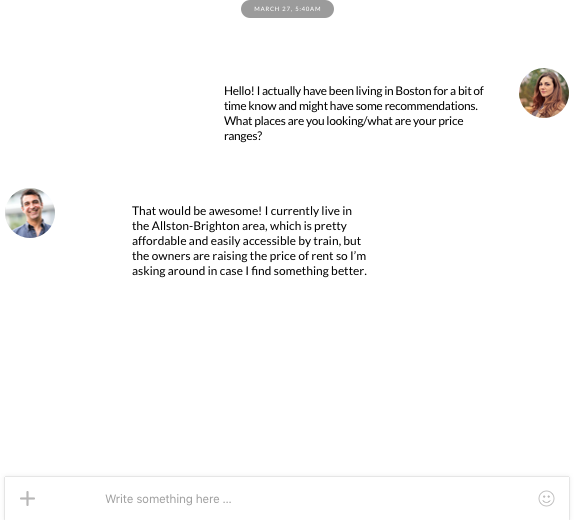 MARCH 27, 5:40AM
Hello! I actually have been living in Boston for a bit of
time know and might have some recommendations.
What places are you looking/what are your price
ranges?
That would be awesome! I currently live in
the Allston-Brighton area, which is pretty
affordable and easily accessible by train, but
the owners are raising the price of rent so I'm
asking around in case I find something better.
Write something here ...